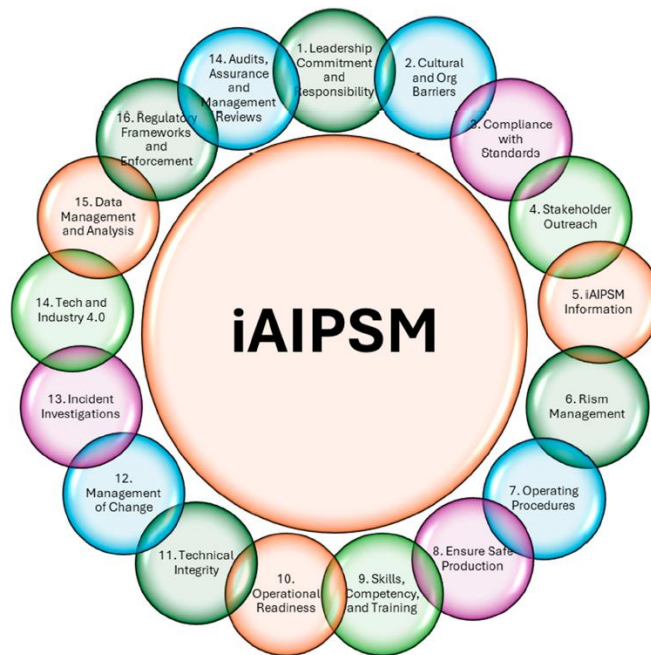 1. Leadership
Commitment
and
Responsibility
2. Cultural
and Org
Barriers
3. Compliance
with
Standards
4. Stakeholder
Outreach
5. iAIPSM
Information
6. Rism
Management
7. Operating
Procedures
8. Ensure Safe
Production
9. Skills,
Competency,
and Training
10.
Operational
Readiness
11. Technical
Integrity
12.
Management
of Change
13. Incident
Investigations
14. Tech and
Industry 4.0
15. Data
Management
and Analysis
16. Regulatory
Frameworks
and
Enforcement
14. Audits,
Assurance
and
Management
Reviews
iAIPSM